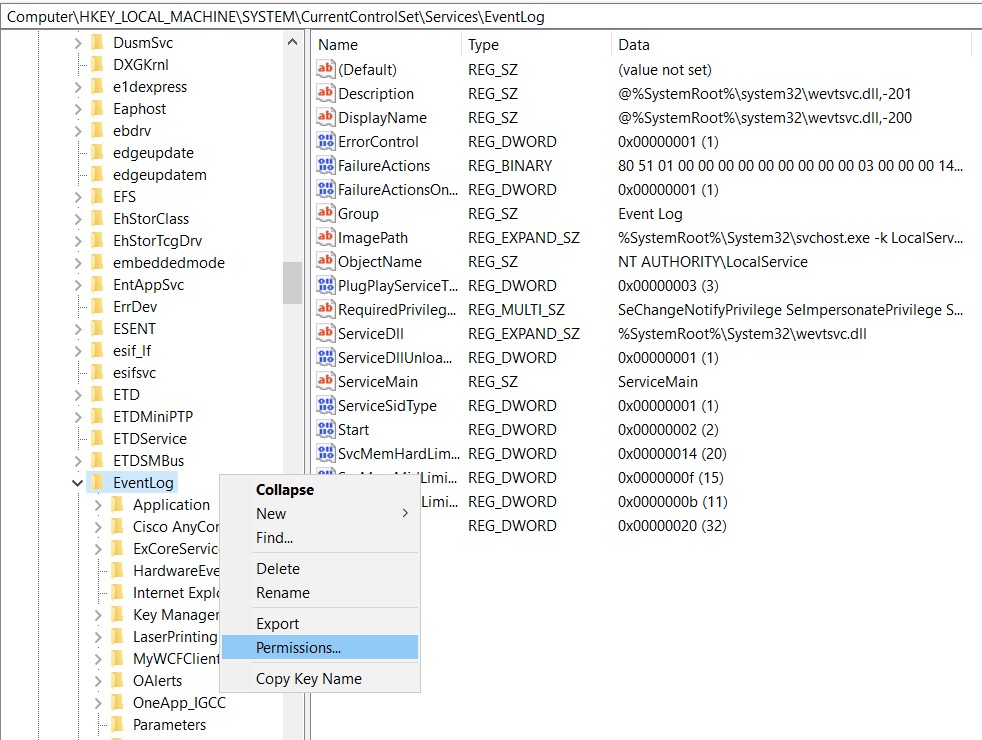 Computer\HKEY_LOCAL_MACHINE\SYSTEM\CurrentControlSet\Services\EventLog
DusmSvc
DXGKrnl
e1dexpress
Eaphost
ebdrv
edgeupdate
edgeupdatem
EFS
EhStorClass
EhStorTcgDrv
embeddedmode
EntAppSvc
ErrDev
ESENT
esif_lf
esifsvc
ETD
ETDMiniPTP
ETDService
ETDSMBus
EventLog
Application
Cisco AnyCor
ExCoreService
HardwareEve
Internet Explo
Key Manager
LaserPrinting
MyWCFClient
OAlerts
OneApp_IGCC
Parameters
Name Type Data
(Default) REG_SZ (value not set)
Description REG_SZ @%SystemRoot%\system32\wevtsvc.dll,-201
DisplayName REG_SZ @%SystemRoot%\system32\wevtsvc.dll,-200
ErrorControl REG_DWORD 0x00000001 (1)
FailureActions REG_BINARY 80 51 01 00 00 00 00 00 00 00 00 00 03 00 00 00 14...
FailureActionsOn... REG_DWORD 0x00000001 (1)
Group REG_SZ Event Log
ImagePath REG_EXPAND_SZ %SystemRoot%\System32\svchost.exe -k LocalServ...
ObjectName REG_SZ NT AUTHORITY\LocalService
PlugPlayServiceT... REG_DWORD 0x00000003 (3)
RequiredPrivileg... REG_MULTI_SZ SeChangeNotifyPrivilege SeImpersonatePrivilege S...
ServiceDll REG_EXPAND_SZ %SystemRoot%\System32\wevtsvc.dll
ServiceDllUnloa... REG_DWORD 0x00000001 (1)
ServiceMain REG_SZ ServiceMain
ServiceSidType REG_DWORD 0x00000001 (1)
Start REG_DWORD 0x00000002 (2)
SvcMemHardLim... REG_DWORD 0x00000014 (20)
SvcMemMidLimi... REG_DWORD 0x0000000f (15)
Limi... REG_DWORD 0x0000000b (11)
REG_DWORD 0x00000020 (32)
Collapse
New
Find...
Delete
Rename
Export
Permissions...
Copy Key Name